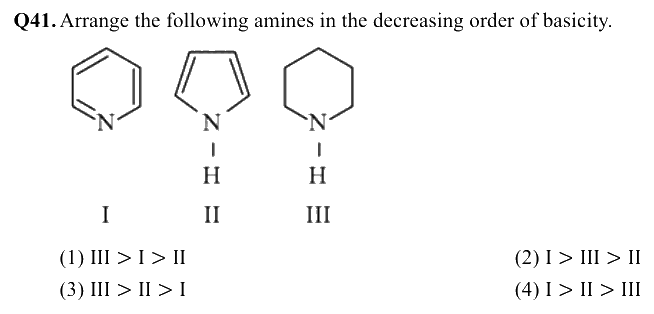 Q41. Arrange the following amines in the decreasing order of basicity.
N N N
H H
I II III
(1) III > I > II (2) I > III > II
(3) III > II > I (4) I > II > III